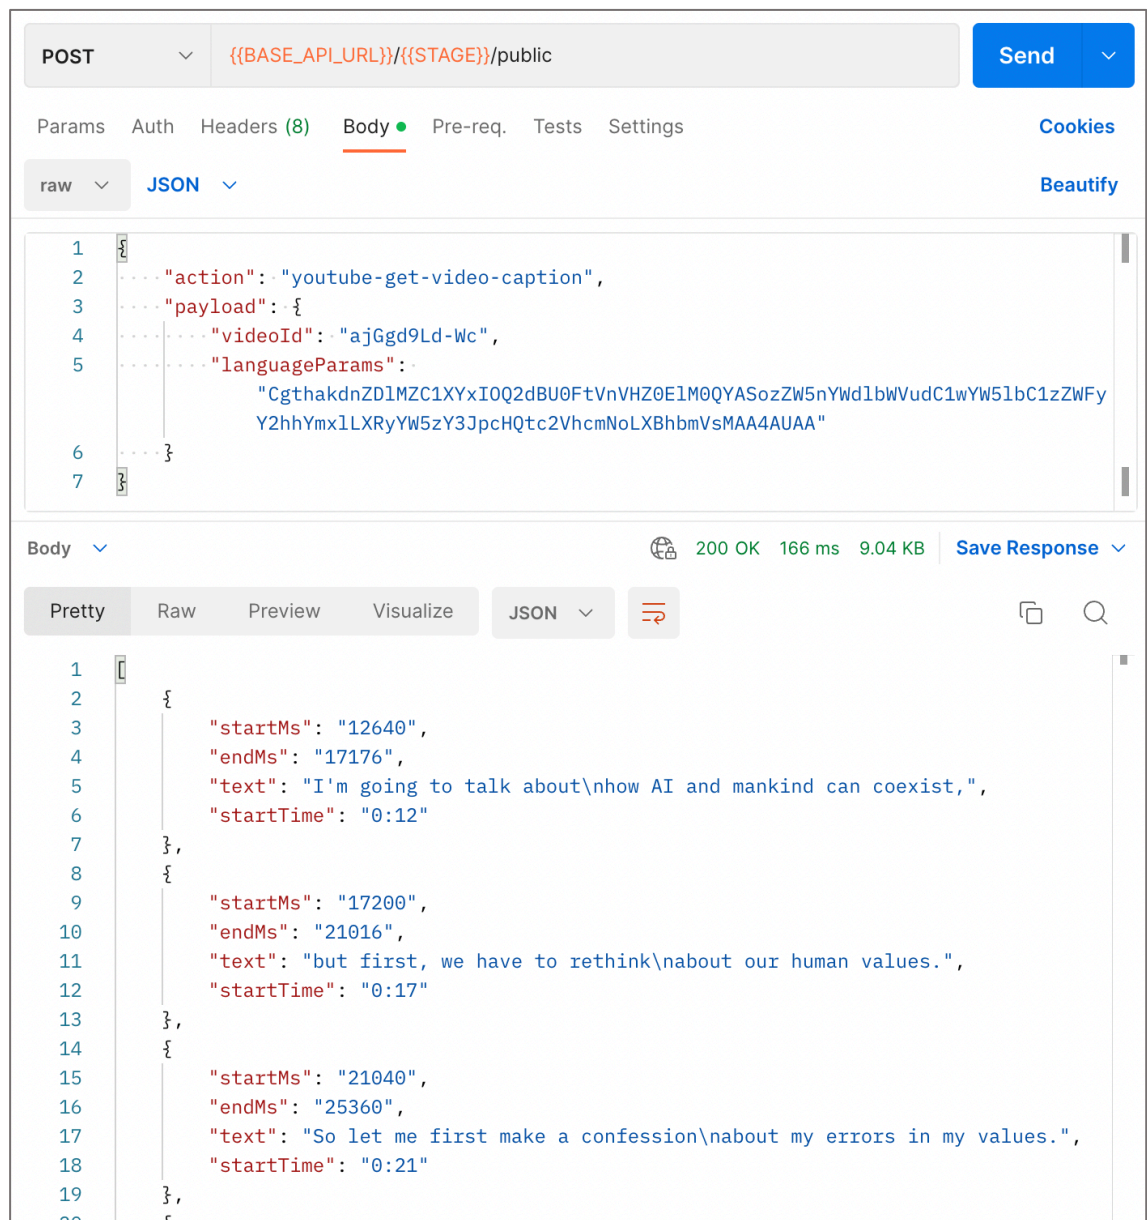 POST {{BASE_API_URL}}/{{STAGE}}/public Send
Params Auth Headers (8) Body Pre-req. Tests Settings Cookies
raw JSON Beautify
1 {
2 "action": "youtube-get-video-caption",
3 "payload": {
4 "videoId": "ajGgd9Ld-Wc",
5 "languageParams":
"CgthakdnZDlMZC1XYxIOQ2dBU0FtVnVHZ0ElM0QYASozZW5nYWdlbWVudC1wYW5lbC1zZWFy
Y2hhYmxlLXRyYW5zY3JpcHQtc2VhcmNoLXBhbmVsMAA4AUAA"
6 }
7 }
Body 200 OK 166 ms 9.04 KB Save Response
Pretty Raw Preview Visualize JSON
1 [
2 {
3 "startMs": "12640",
4 "endMs": "17176",
5 "text": "I'm going to talk about\nhow AI and mankind can coexist,",
6 "startTime": "0:12"
7 },
8 {
9 "startMs": "17200",
10 "endMs": "21016",
11 "text": "but first, we have to rethink\nabout our human values.",
12 "startTime": "0:17"
13 },
14 {
15 "startMs": "21040",
16 "endMs": "25360",
17 "text": "So let me first make a confession\nabout my errors in my values.",
18 "startTime": "0:21"
19 },